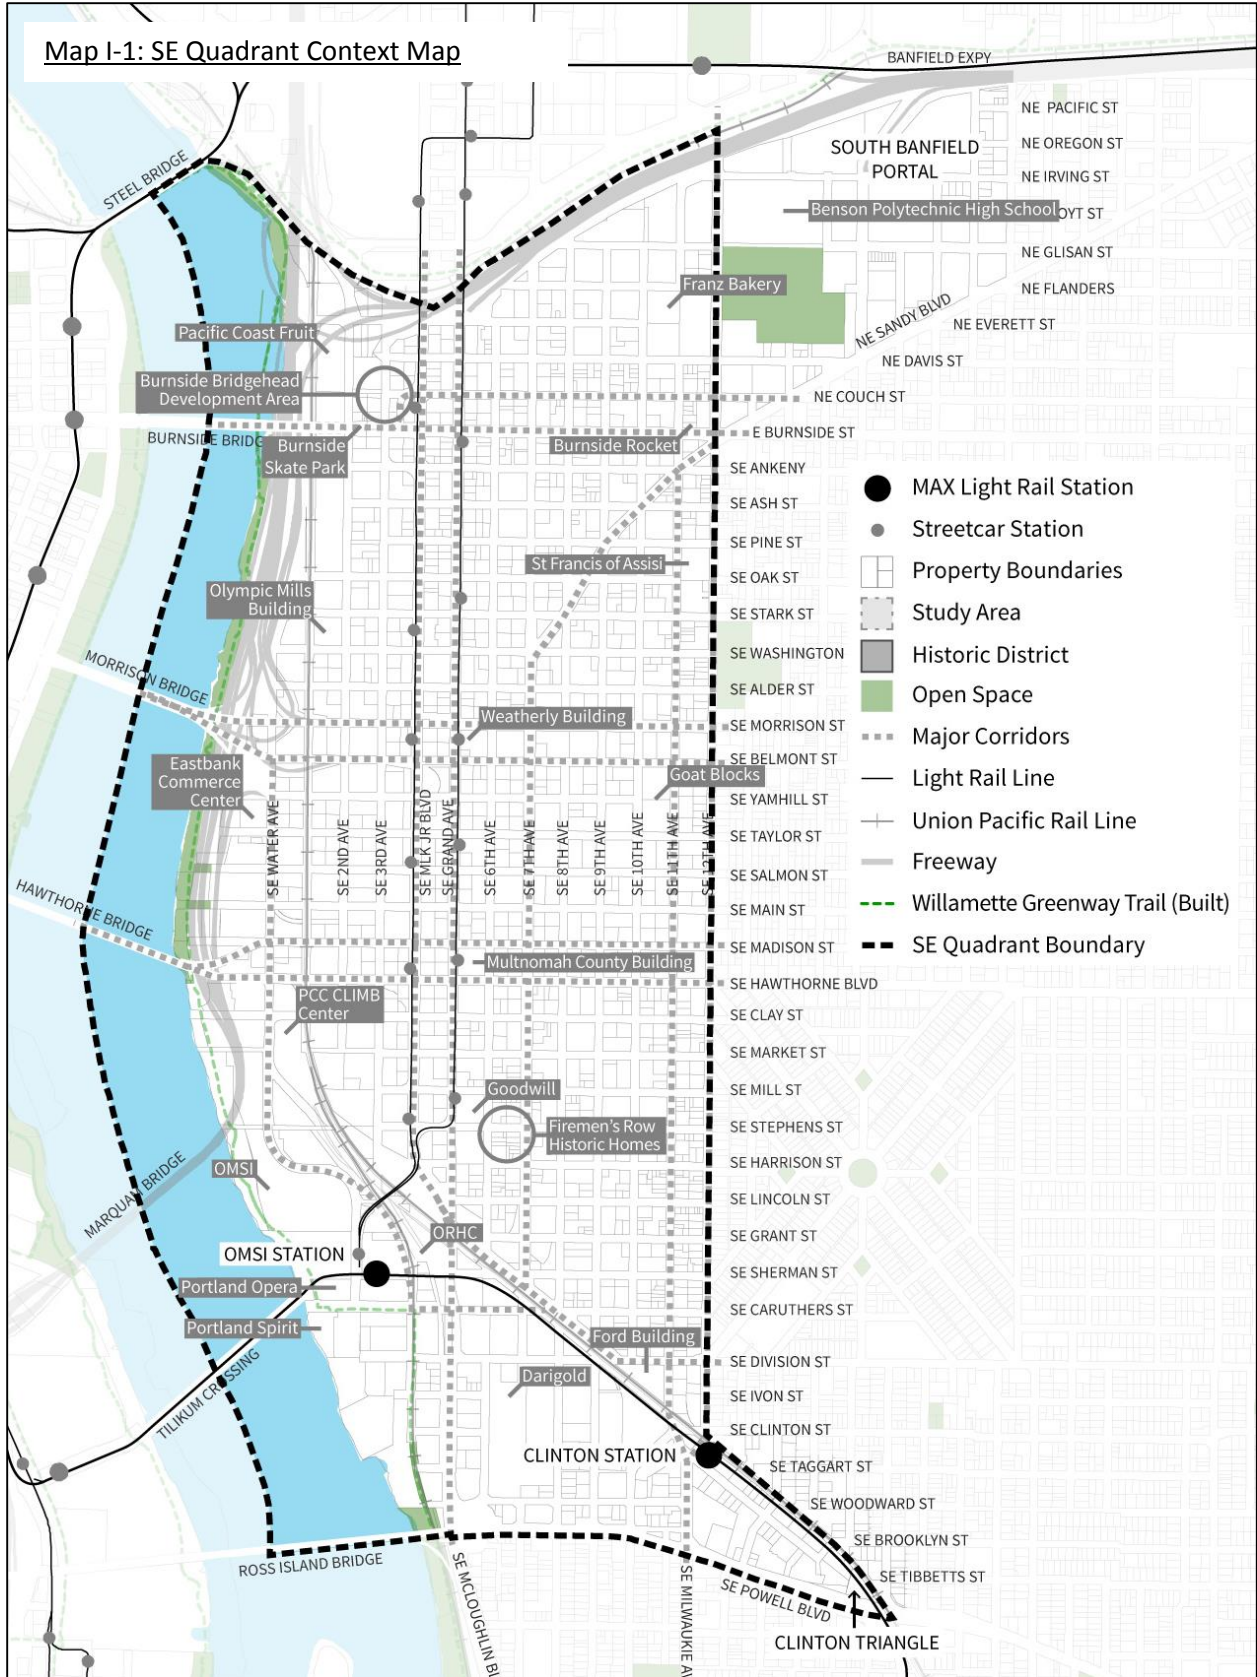 Map I-1: SE Quadrant Context Map
BANFIELD EXPY
NE PACIFIC ST
SOUTH BANFIELD
PORTAL
NE OREGON ST
STEEL BRIDGE
NE IRVING ST
Benson Polytechnic High School
OYT ST
NE GLISAN ST
Franz Bakery
NE FLANDERS
NE SANDY BLVD
NE EVERETT ST
Pacific Coast Fruit
NE DAVIS ST
Burnside Bridgehead
Development Area
NE COUCH ST
BURNSIDE BRIDG
E BURNSIDE ST
Burnside
Skate Park
Burnside Rocket
SE ANKENY
SE ASH ST
SE PINE ST
St Francis of Assisi
SE OAK ST
Olympic Mills
Building
SE STARK ST
SE WASHINGTON
MORRISON BRIDGE
SE ALDER ST
Weatherly Building
SE MORRISON ST
SE BELMONT ST
Eastbank
Commerce
Center
Goat Blocks
SE YAMHILL ST
SE WATER AVE
SE 2ND AVE
SE 3RD AVE
SE MLK JR BLVD
SE GRAND AVE
SE 6TH AVE
SE 7TH AVE
SE 8TH AVE
SE 9TH AVE
SE 10TH AVE
SE 11TH AVE
SE 12TH AVE
SE TAYLOR ST
SE SALMON ST
SE MAIN ST
HAWTHORNE BRIDGE
SE MADISON ST
Multnomah County Building
SE HAWTHORNE BLVD
PCC CLIMB
Center
SE CLAY ST
SE MARKET ST
SE MILL ST
Goodwill
Firemen's Row
Historic Homes
SE STEPHENS ST
SE HARRISON ST
OMSI
MARQUAM BRIDGE
SE LINCOLN ST
ORHC
SE GRANT ST
OMSI STATION
SE SHERMAN ST
Portland Opera
SE CARUTHERS ST
Portland Spirit
Ford Building
SE DIVISION ST
TILIKUM CROSSING
Darigold
SE IVON ST
SE CLINTON ST
CLINTON STATION
SE TAGGART ST
SE WOODWARD ST
SE BROOKLYN ST
ROSS ISLAND BRIDGE
SE TIBBETTS ST
SE MCLOUGHLIN BL
SE MILWAUKIE A
SE POWELL BLVD
CLINTON TRIANGLE
MAX Light Rail Station
Streetcar Station
Property Boundaries
Study Area
Historic District
Open Space
Major Corridors
Light Rail Line
Union Pacific Rail Line
Freeway
Willamette Greenway Trail (Built)
SE Quadrant Boundary